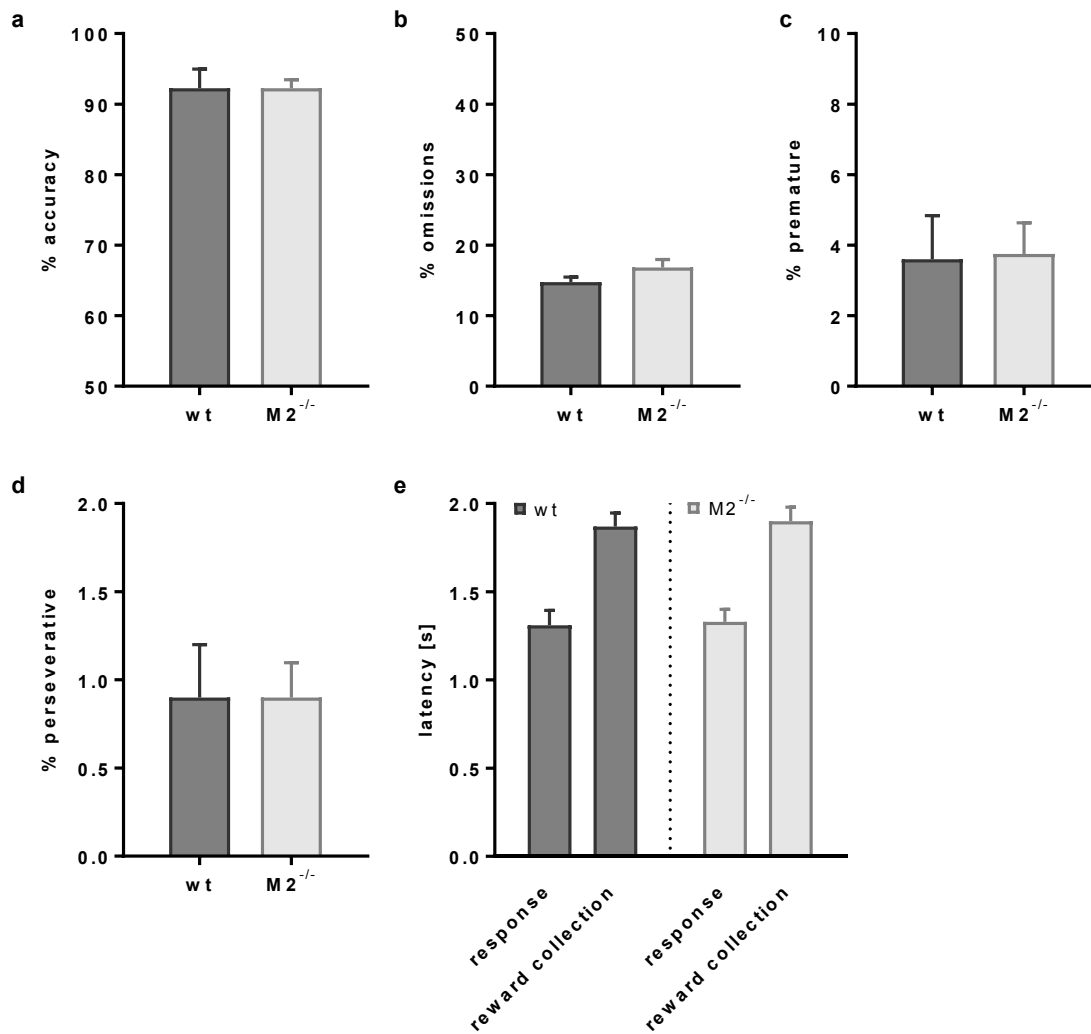 a
% accuracy
100
90
80
70
60
50
wt
M2-/-
b
% omissions
50
40
30
20
10
0
wt
M2-/-
c
% premature
10
8
6
4
2
0
wt
M2-/-
d
% perseverative
2.0
1.5
1.0
0.5
0.0
wt
M2-/-
e
latency [s]
2.0
1.5
1.0
0.5
0.0
wt
M2-/-
response
reward collection
response
reward collection